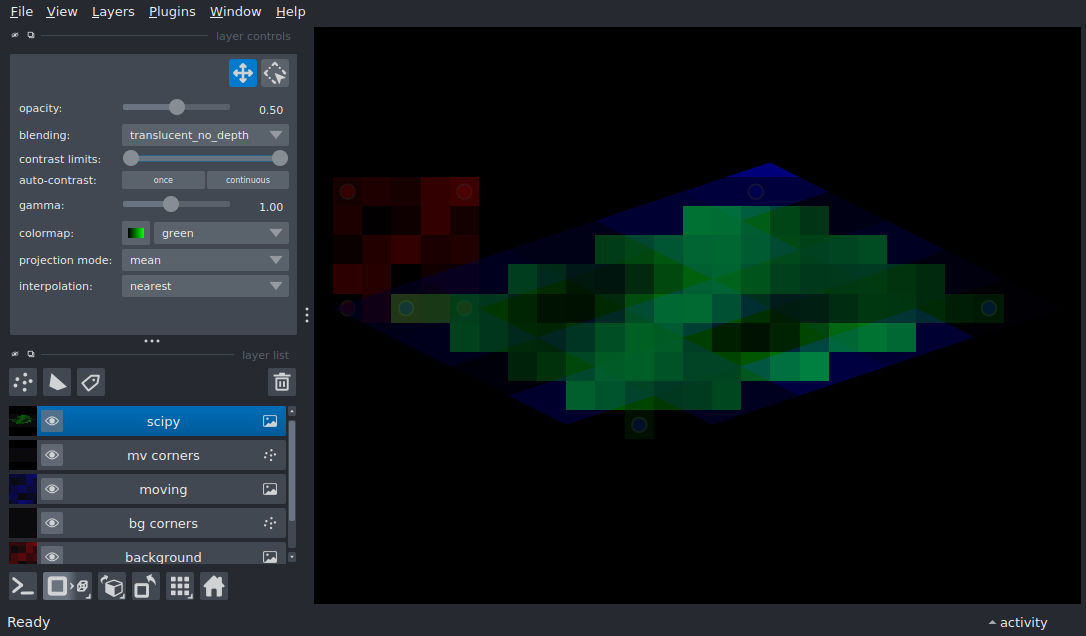 File View Layers Plugins Window Help
layer controls
opacity: 0.50
blending: translucent_no_depth
contrast limits:
auto-contrast: once continuous
gamma: 1.00
colormap: green
projection mode: mean
interpolation: nearest
layer list
scipy
mv corners
moving
bg corners
background
Ready activity